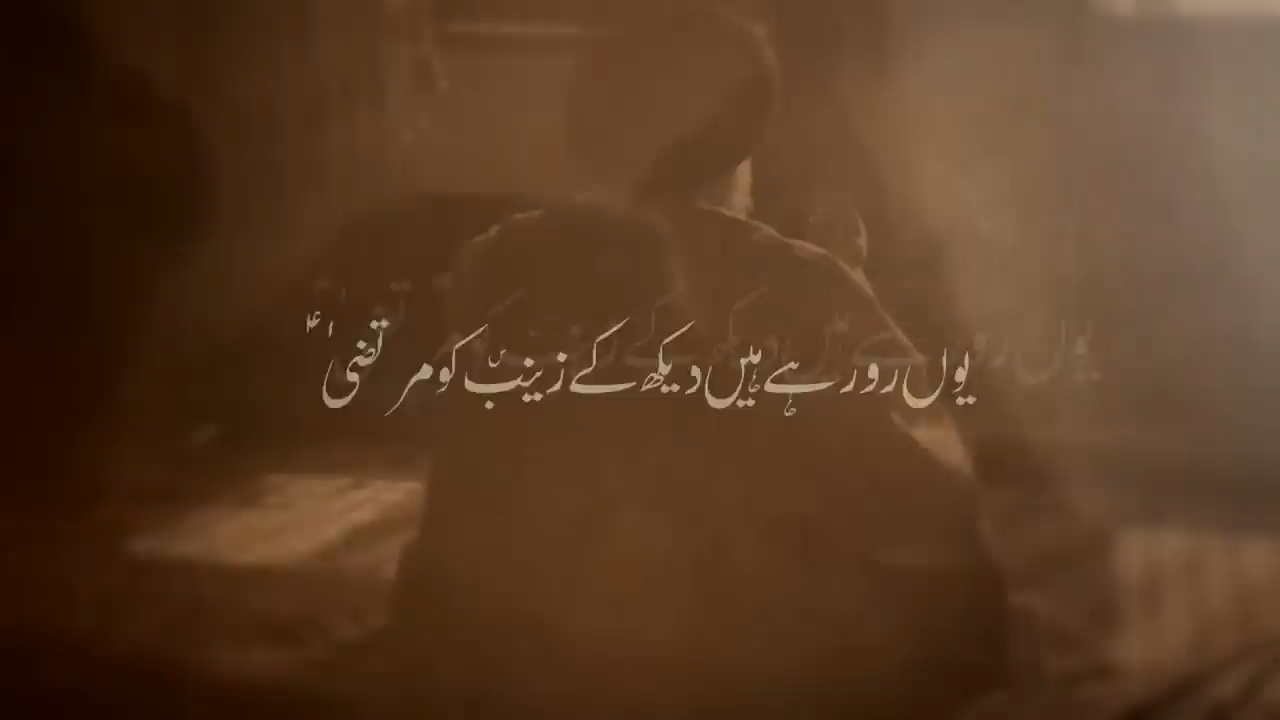 یوں رو رہے ہیں دیکھ کے زینبؑ کو مرتضیٰ ؑ